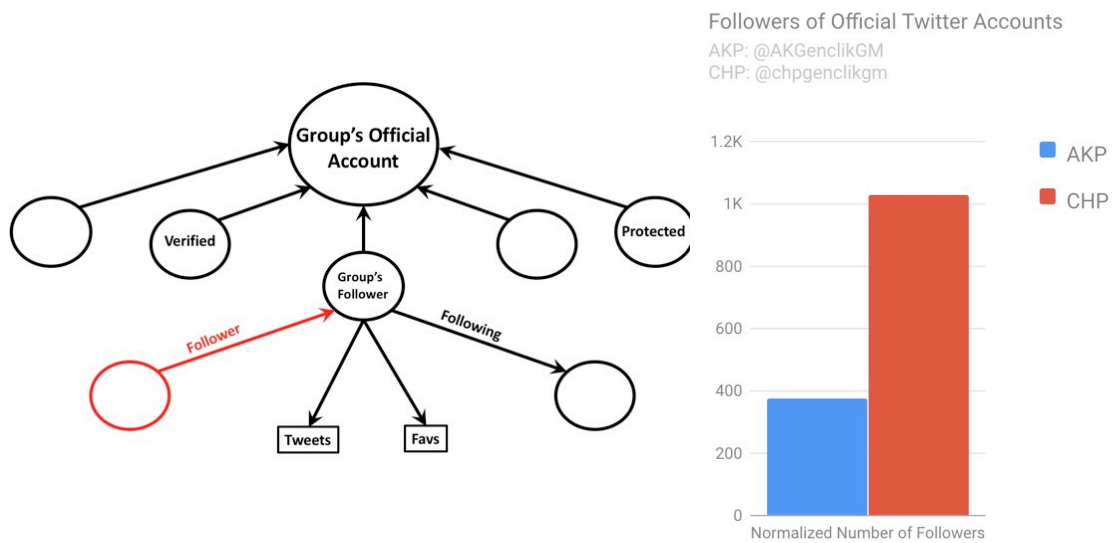 Group's Official
Account
Verified
Protected
Group's
Follower
Follower
Following
Tweets
Favs
Followers of Official Twitter Accounts
AKP: @AKGenclikGM
CHP: @chpgenclikgm
1.2K
1K
800
600
400
200
0
Normalized Number of Followers
AKP
CHP